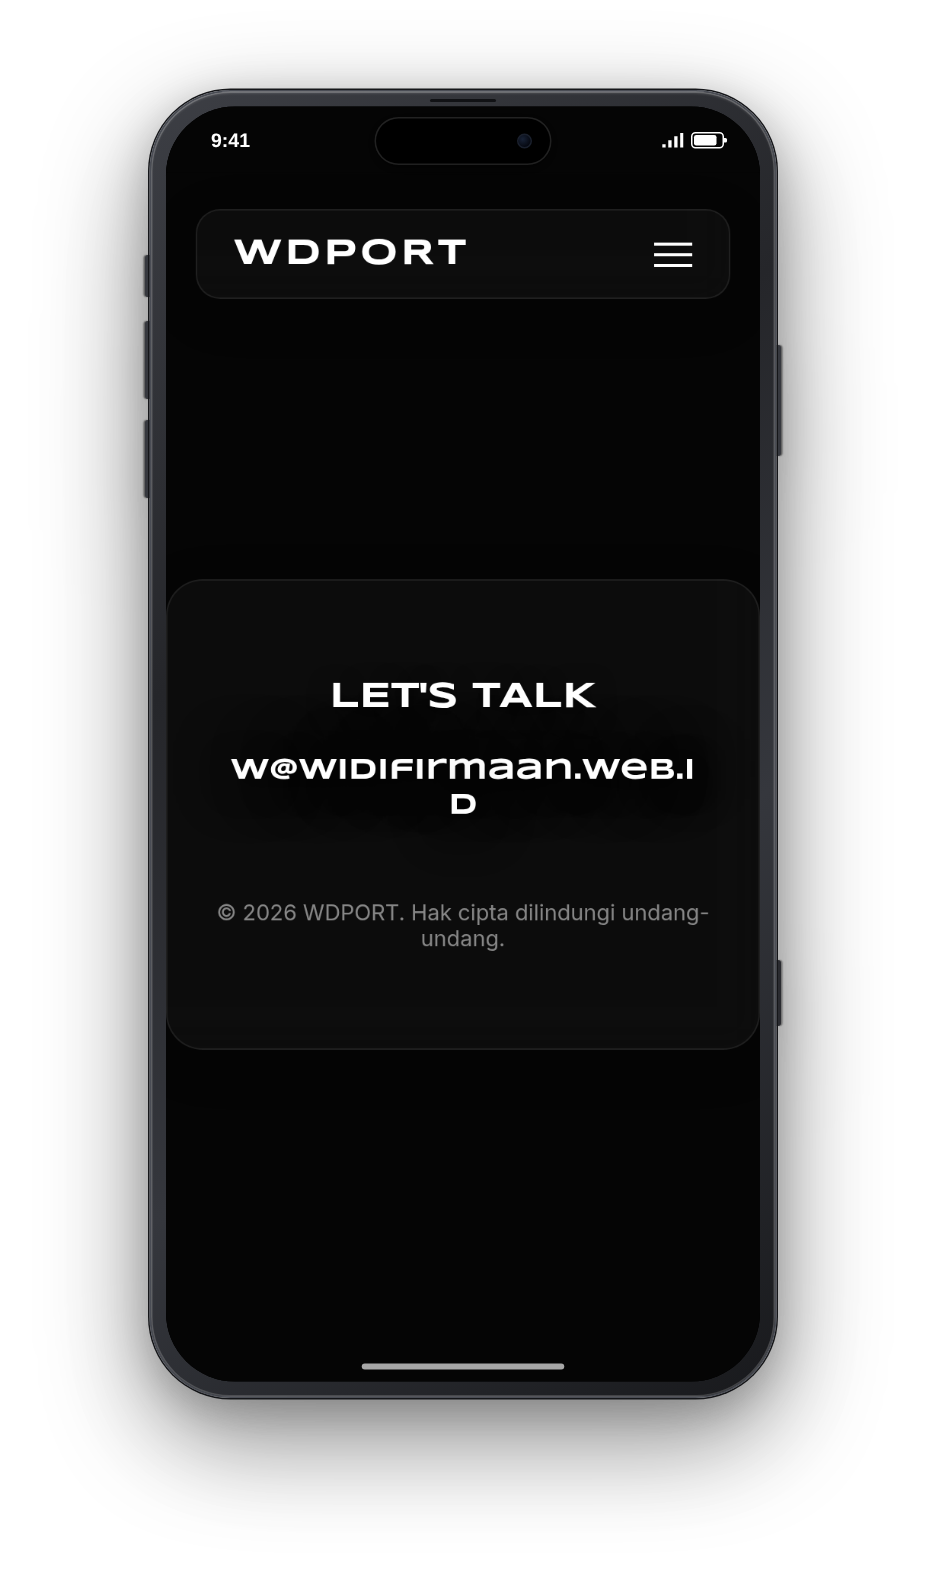 9:41
WDPORT
LET'S TALK
W@WIDIFIrmaan.WeB.I
D
© 2026 WDPORT. Hak cipta dilindungi undang-
undang.